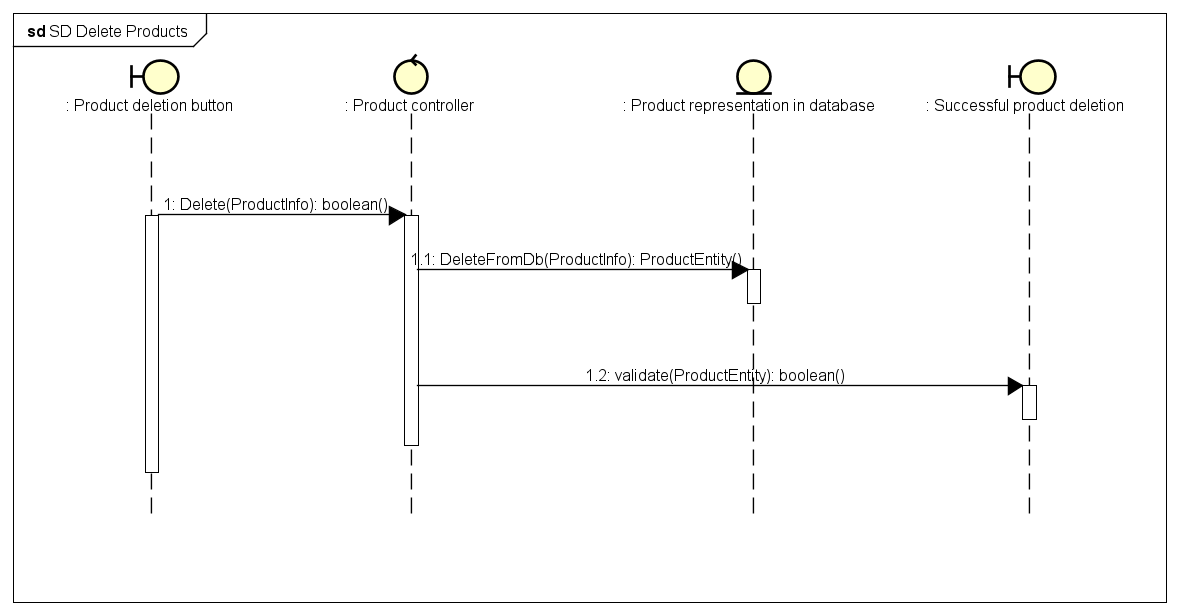 sd SD Delete Products
: Product deletion button
: Product controller
: Product representation in database
: Successful product deletion
1: Delete(ProductInfo): boolean()
1.1: DeleteFromDb(ProductInfo): ProductEntity()
1.2: validate(ProductEntity): boolean()